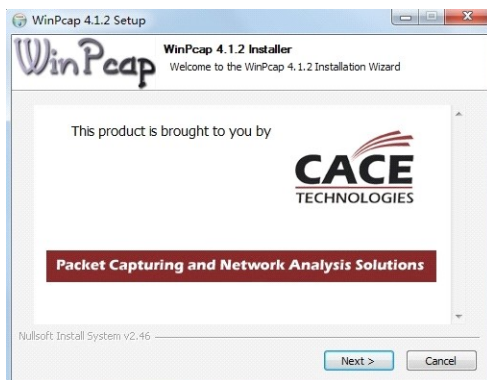 WinPcap 4.1.2 Setup
WinPcap
WinPcap 4.1.2 Installer
Welcome to the WinPcap 4.1.2 Installation Wizard
This product is brought to you by
CACE
TECHNOLOGIES
Packet Capturing and Network Analysis Solutions
Nullsoft Install System v2.46
Next >
Cancel